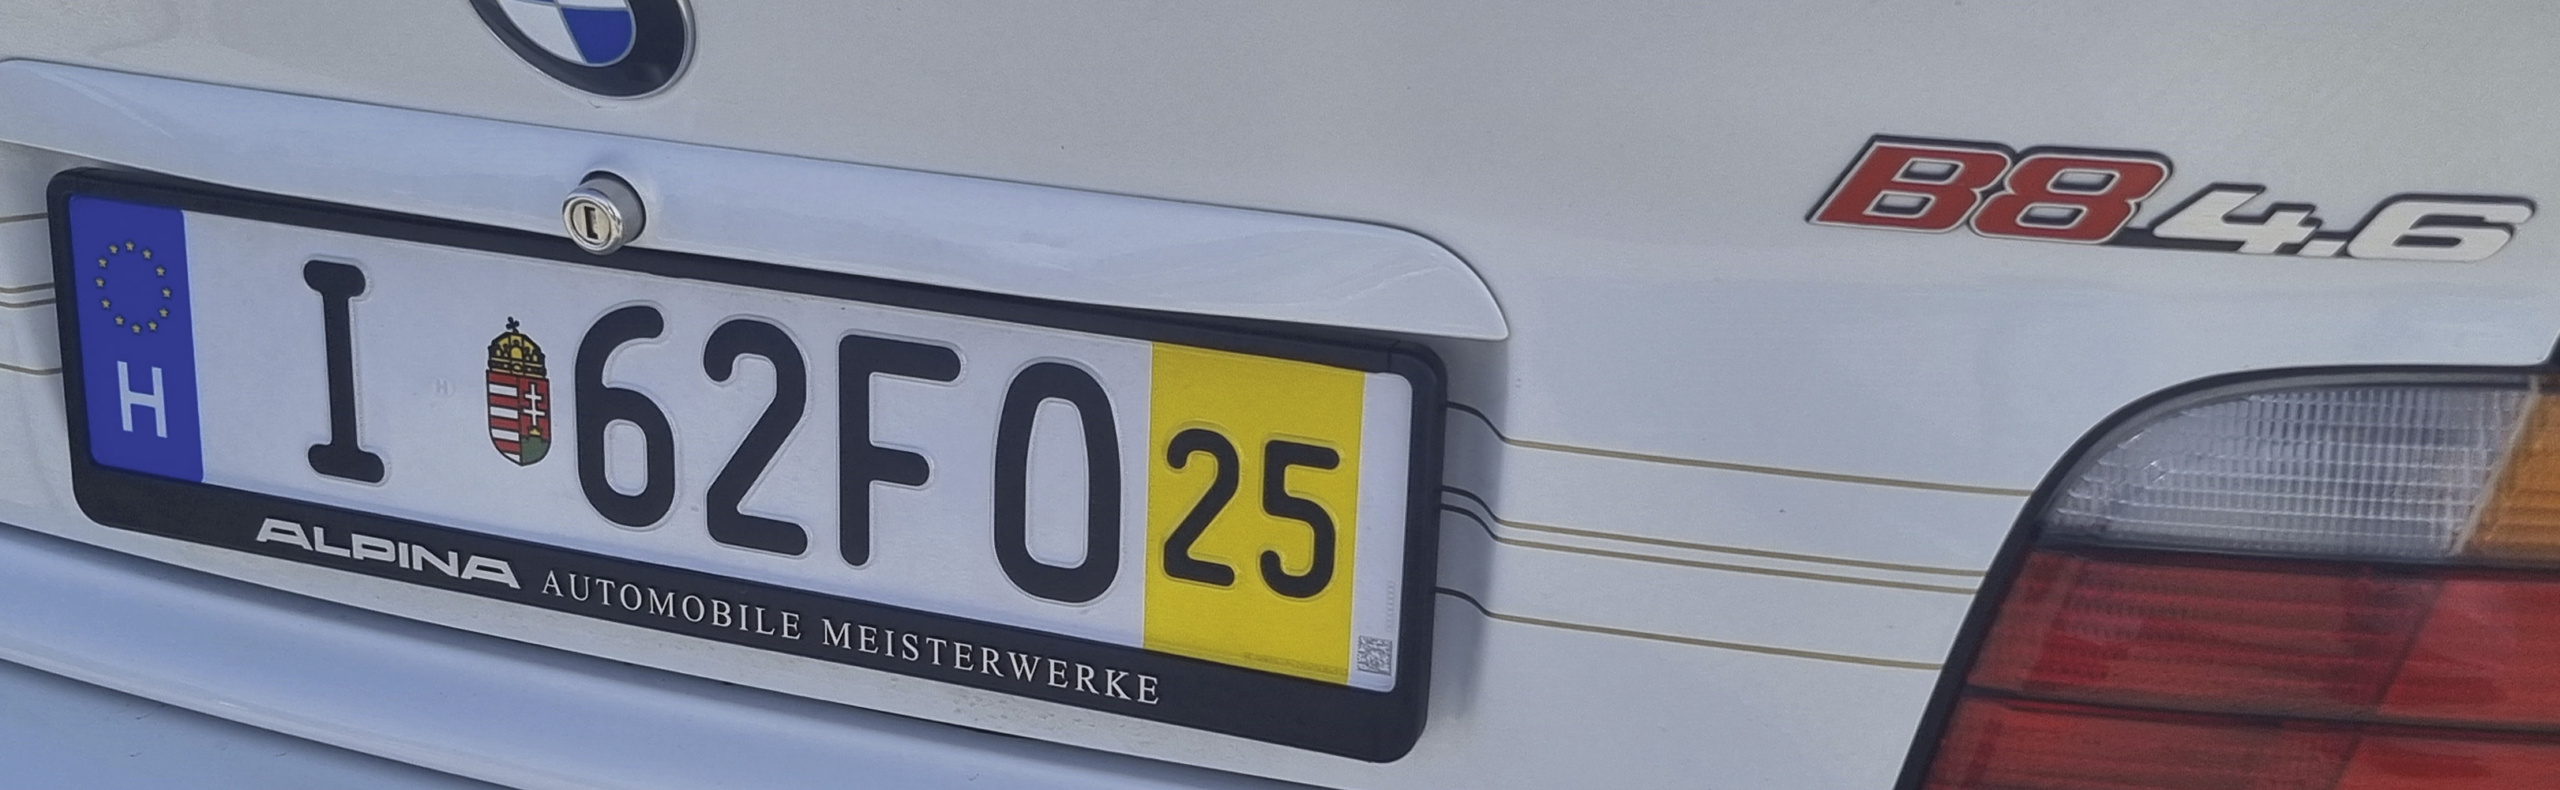 B8 4.6
H I 62FO 25
ALPINA AUTOMOBILE MEISTERWERKE